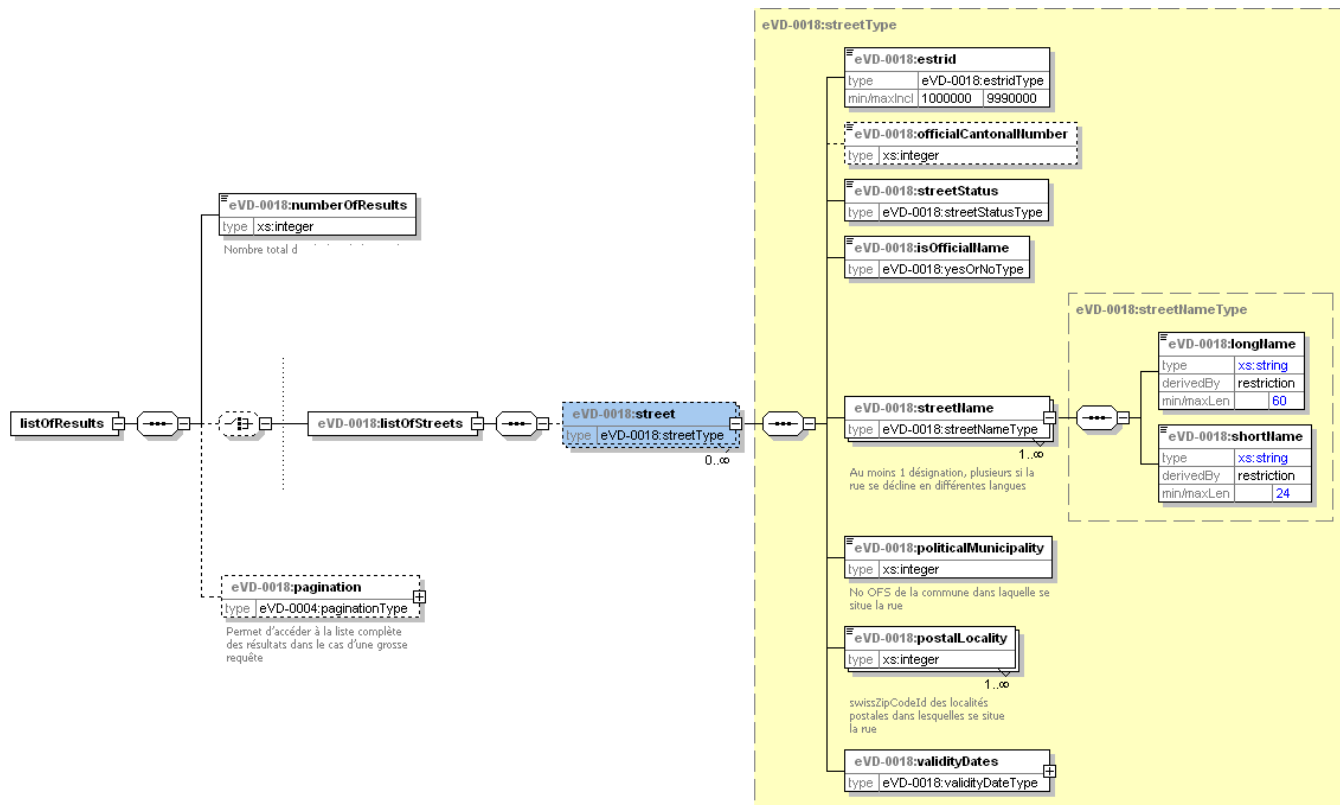 eVD-0018:streetType
eVD-0018:estrid
type eVD-0018:estridType
min/maxIncl 1000000 9990000
eVD-0018:officialCantonalNumber
type xs:integer
eVD-0018:streetStatus
type eVD-0018:streetStatusType
eVD-0018:isOfficialName
type eVD-0018:yesOrNoType
eVD-0018:numberOfResults
type xs:integer
Nombre total d
listOfResults
eVD-0018:listOfStreets
eVD-0018:street
type eVD-0018:streetType
0..∞
eVD-0018:streetName
type eVD-0018:streetNameType
1..∞
Au moins 1 désignation, plusieurs si la
rue se décline en différentes langues
eVD-0018:streetNameType
eVD-0018:longName
type xs:string
derivedBy restriction
min/maxLen 60
eVD-0018:shortName
type xs:string
derivedBy restriction
min/maxLen 24
eVD-0018:politicalMunicipality
type xs:integer
No OFS de la commune dans laquelle se
situe la rue
eVD-0018:pagination
type eVD-0004:paginationType
Permet d'accéder à la liste complète
des résultats dans le cas d'une grosse
requête
eVD-0018:postalLocality
type xs:integer
1..∞
swissZipCodeId des localités
postales dans lesquelles se situe
la rue
eVD-0018:validityDates
type eVD-0018:validityDateType